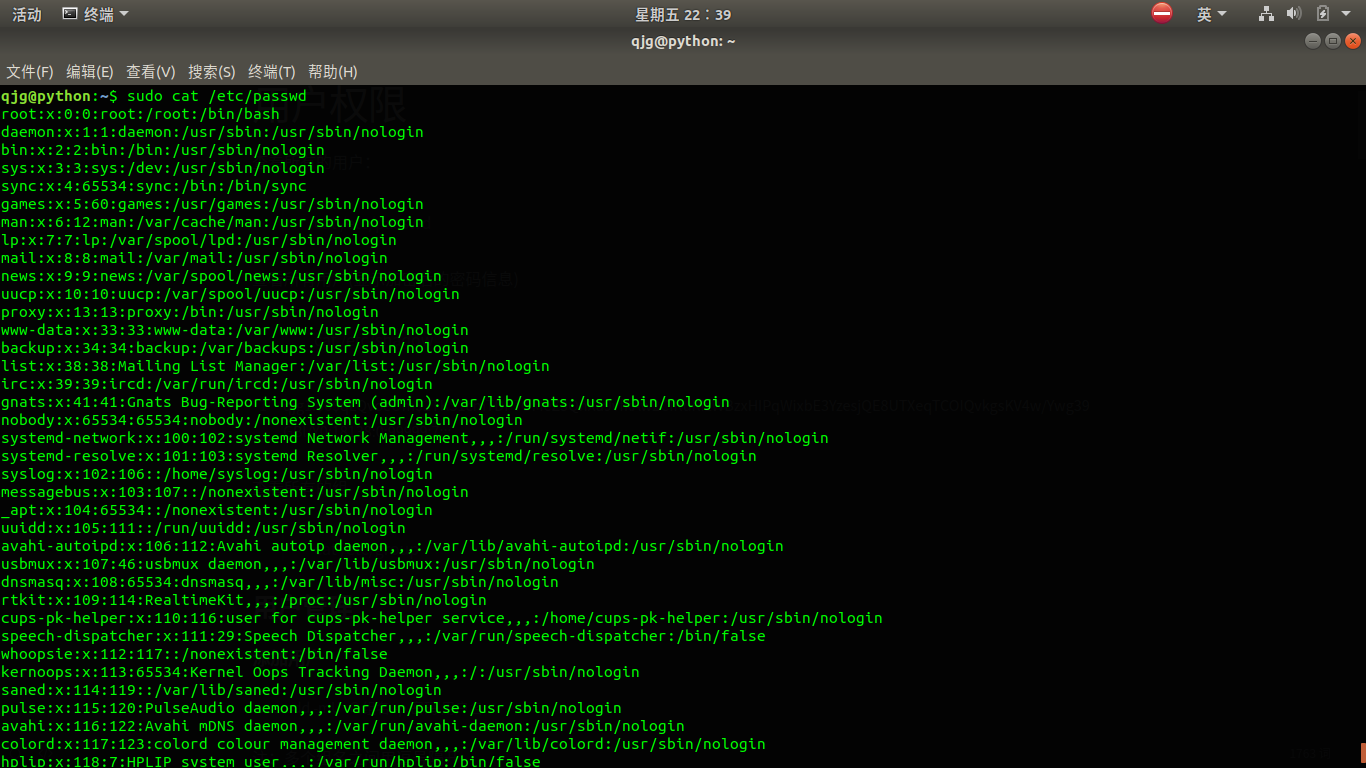 活动 终端 星期五 22：39 英
qjg@python: ~
文件(F) 编辑(E) 查看(V) 搜索(S) 终端(T) 帮助(H)
qjg@python:~$ sudo cat /etc/passwd
root:x:0:0:root:/root:/bin/bash
daemon:x:1:1:daemon:/usr/sbin:/usr/sbin/nologin
bin:x:2:2:bin:/bin:/usr/sbin/nologin
sys:x:3:3:sys:/dev:/usr/sbin/nologin
sync:x:4:65534:sync:/bin:/bin/sync
games:x:5:60:games:/usr/games:/usr/sbin/nologin
man:x:6:12:man:/var/cache/man:/usr/sbin/nologin
lp:x:7:7:lp:/var/spool/lpd:/usr/sbin/nologin
mail:x:8:8:mail:/var/mail:/usr/sbin/nologin
news:x:9:9:news:/var/spool/news:/usr/sbin/nologin
uucp:x:10:10:uucp:/var/spool/uucp:/usr/sbin/nologin
proxy:x:13:13:proxy:/bin:/usr/sbin/nologin
www-data:x:33:33:www-data:/var/www:/usr/sbin/nologin
backup:x:34:34:backup:/var/backups:/usr/sbin/nologin
list:x:38:38:Mailing List Manager:/var/list:/usr/sbin/nologin
irc:x:39:39:ircd:/var/run/ircd:/usr/sbin/nologin
gnats:x:41:41:Gnats Bug-Reporting System (admin):/var/lib/gnats:/usr/sbin/nologin
nobody:x:65534:65534:nobody:/nonexistent:/usr/sbin/nologin
systemd-network:x:100:102:systemd Network Management,,,:/run/systemd/netif:/usr/sbin/nologin
systemd-resolve:x:101:103:systemd Resolver,,,:/run/systemd/resolve:/usr/sbin/nologin
syslog:x:102:106::/home/syslog:/usr/sbin/nologin
messagebus:x:103:107::/nonexistent:/usr/sbin/nologin
_apt:x:104:65534::/nonexistent:/usr/sbin/nologin
uuidd:x:105:111::/run/uuidd:/usr/sbin/nologin
avahi-autoipd:x:106:112:Avahi autoip daemon,,,:/var/lib/avahi-autoipd:/usr/sbin/nologin
usbmux:x:107:46:usbmux daemon,,,:/var/lib/usbmux:/usr/sbin/nologin
dnsmasq:x:108:65534:dnsmasq,,,:/var/lib/misc:/usr/sbin/nologin
rtkit:x:109:114:RealtimeKit,,,:/proc:/usr/sbin/nologin
cups-pk-helper:x:110:116:user for cups-pk-helper service,,,:/home/cups-pk-helper:/usr/sbin/nologin
speech-dispatcher:x:111:29:Speech Dispatcher,,,:/var/run/speech-dispatcher:/bin/false
whoopsie:x:112:117::/nonexistent:/bin/false
kernoops:x:113:65534:Kernel Oops Tracking Daemon,,,:/:/usr/sbin/nologin
saned:x:114:119::/var/lib/saned:/usr/sbin/nologin
pulse:x:115:120:PulseAudio daemon,,,:/var/run/pulse:/usr/sbin/nologin
avahi:x:116:122:Avahi mDNS daemon,,,:/var/run/avahi-daemon:/usr/sbin/nologin
colord:x:117:123:colord colour management daemon,,,:/var/lib/colord:/usr/sbin/nologin
hplip:x:118:7:HPLIP system user,,,:/var/run/hplip:/bin/false